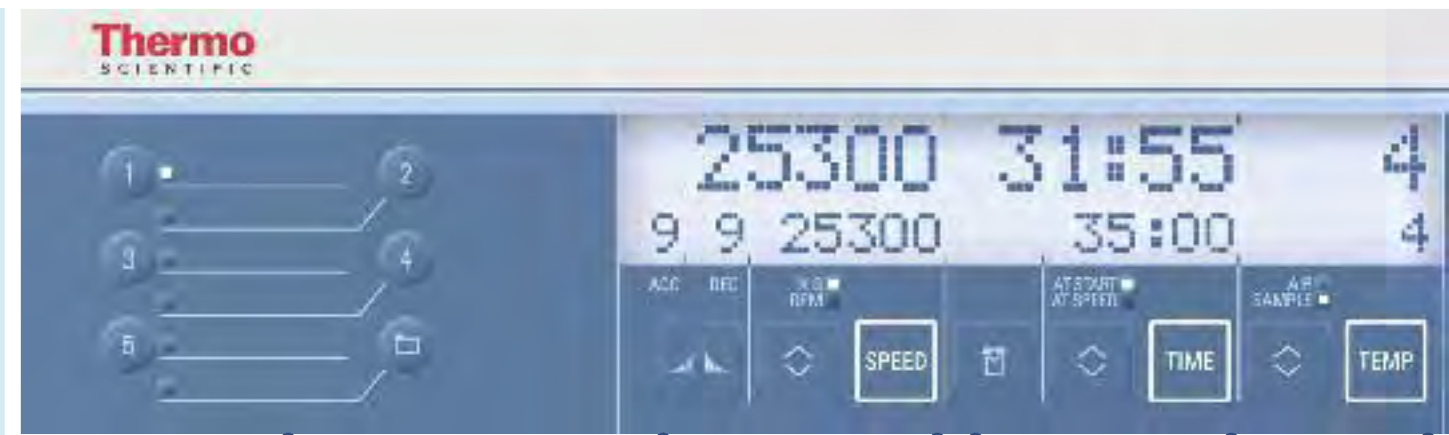 Thermo
SCIENTIFIC
1 2
3 4
5
25300 31:55 4
9 9 25300 35:00 4
ACC DEC X G AT START AIR
RPM AT SPEED SAMPLE
SPEED TIME TEMP